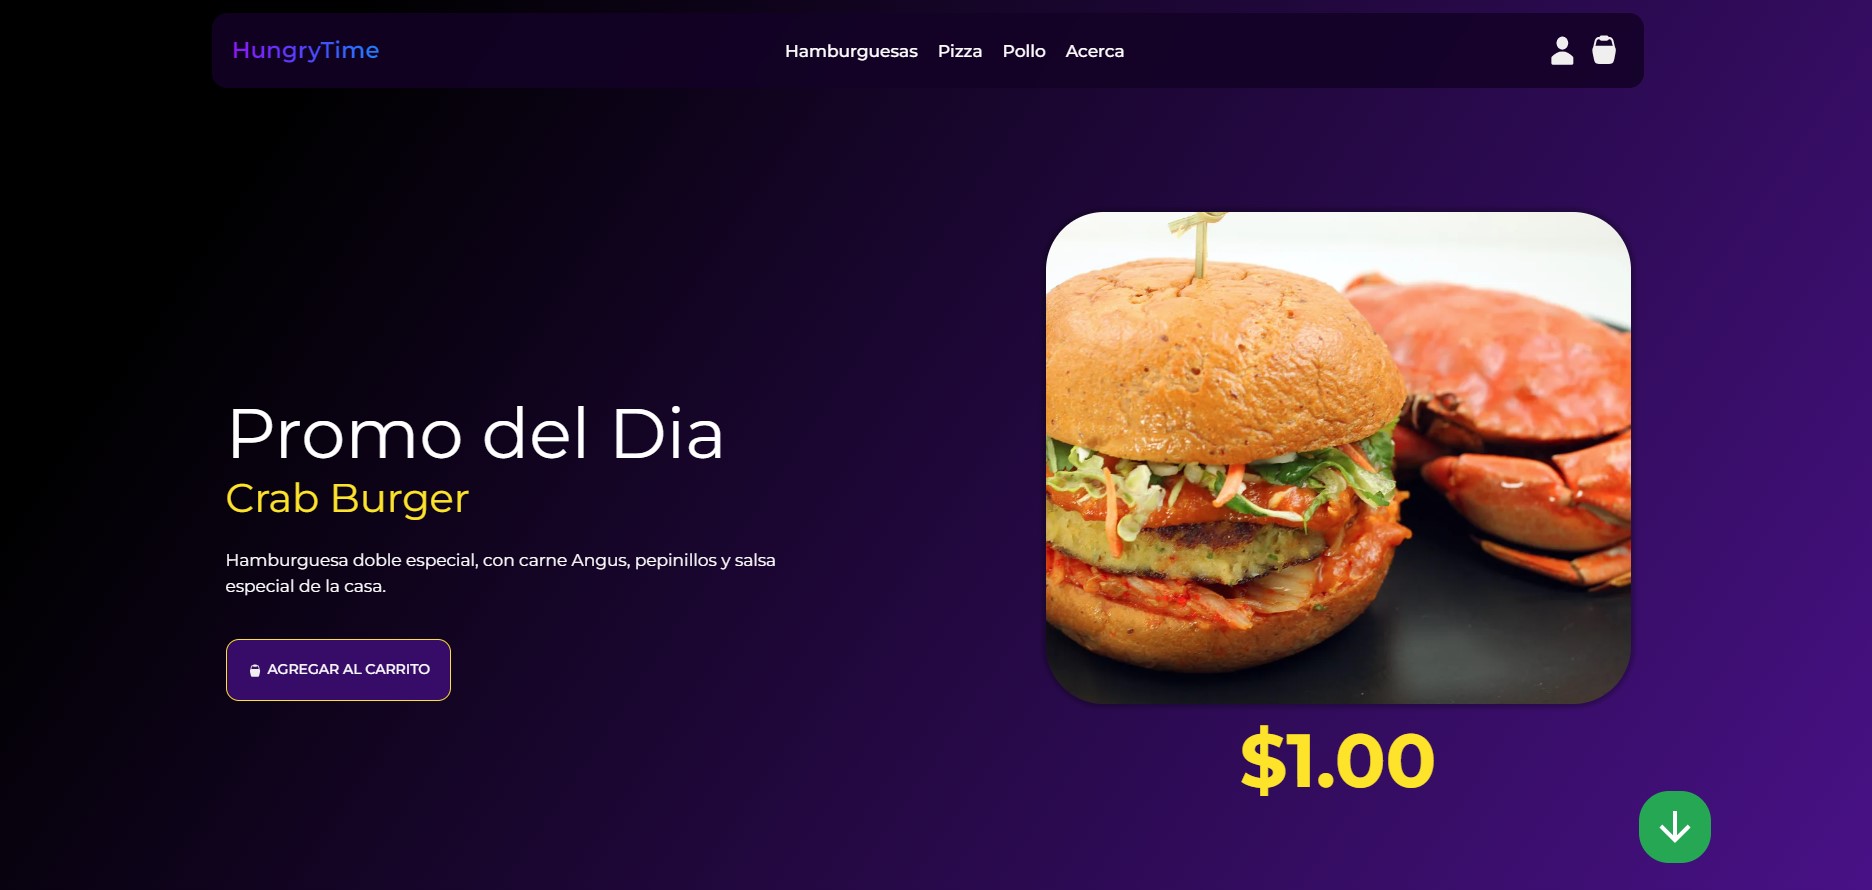 HungryTime
Hamburguesas Pizza Pollo Acerca
Promo del Dia
Crab Burger
Hamburguesa doble especial, con carne Angus, pepinillos y salsa
especial de la casa.
AGREGAR AL CARRITO
$1.00